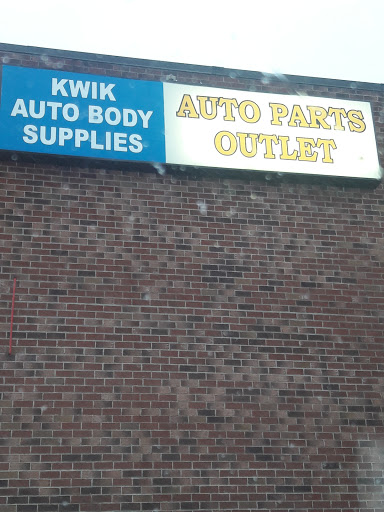 KWIK
AUTO BODY
SUPPLIES
AUTO PARTS
OUTLET